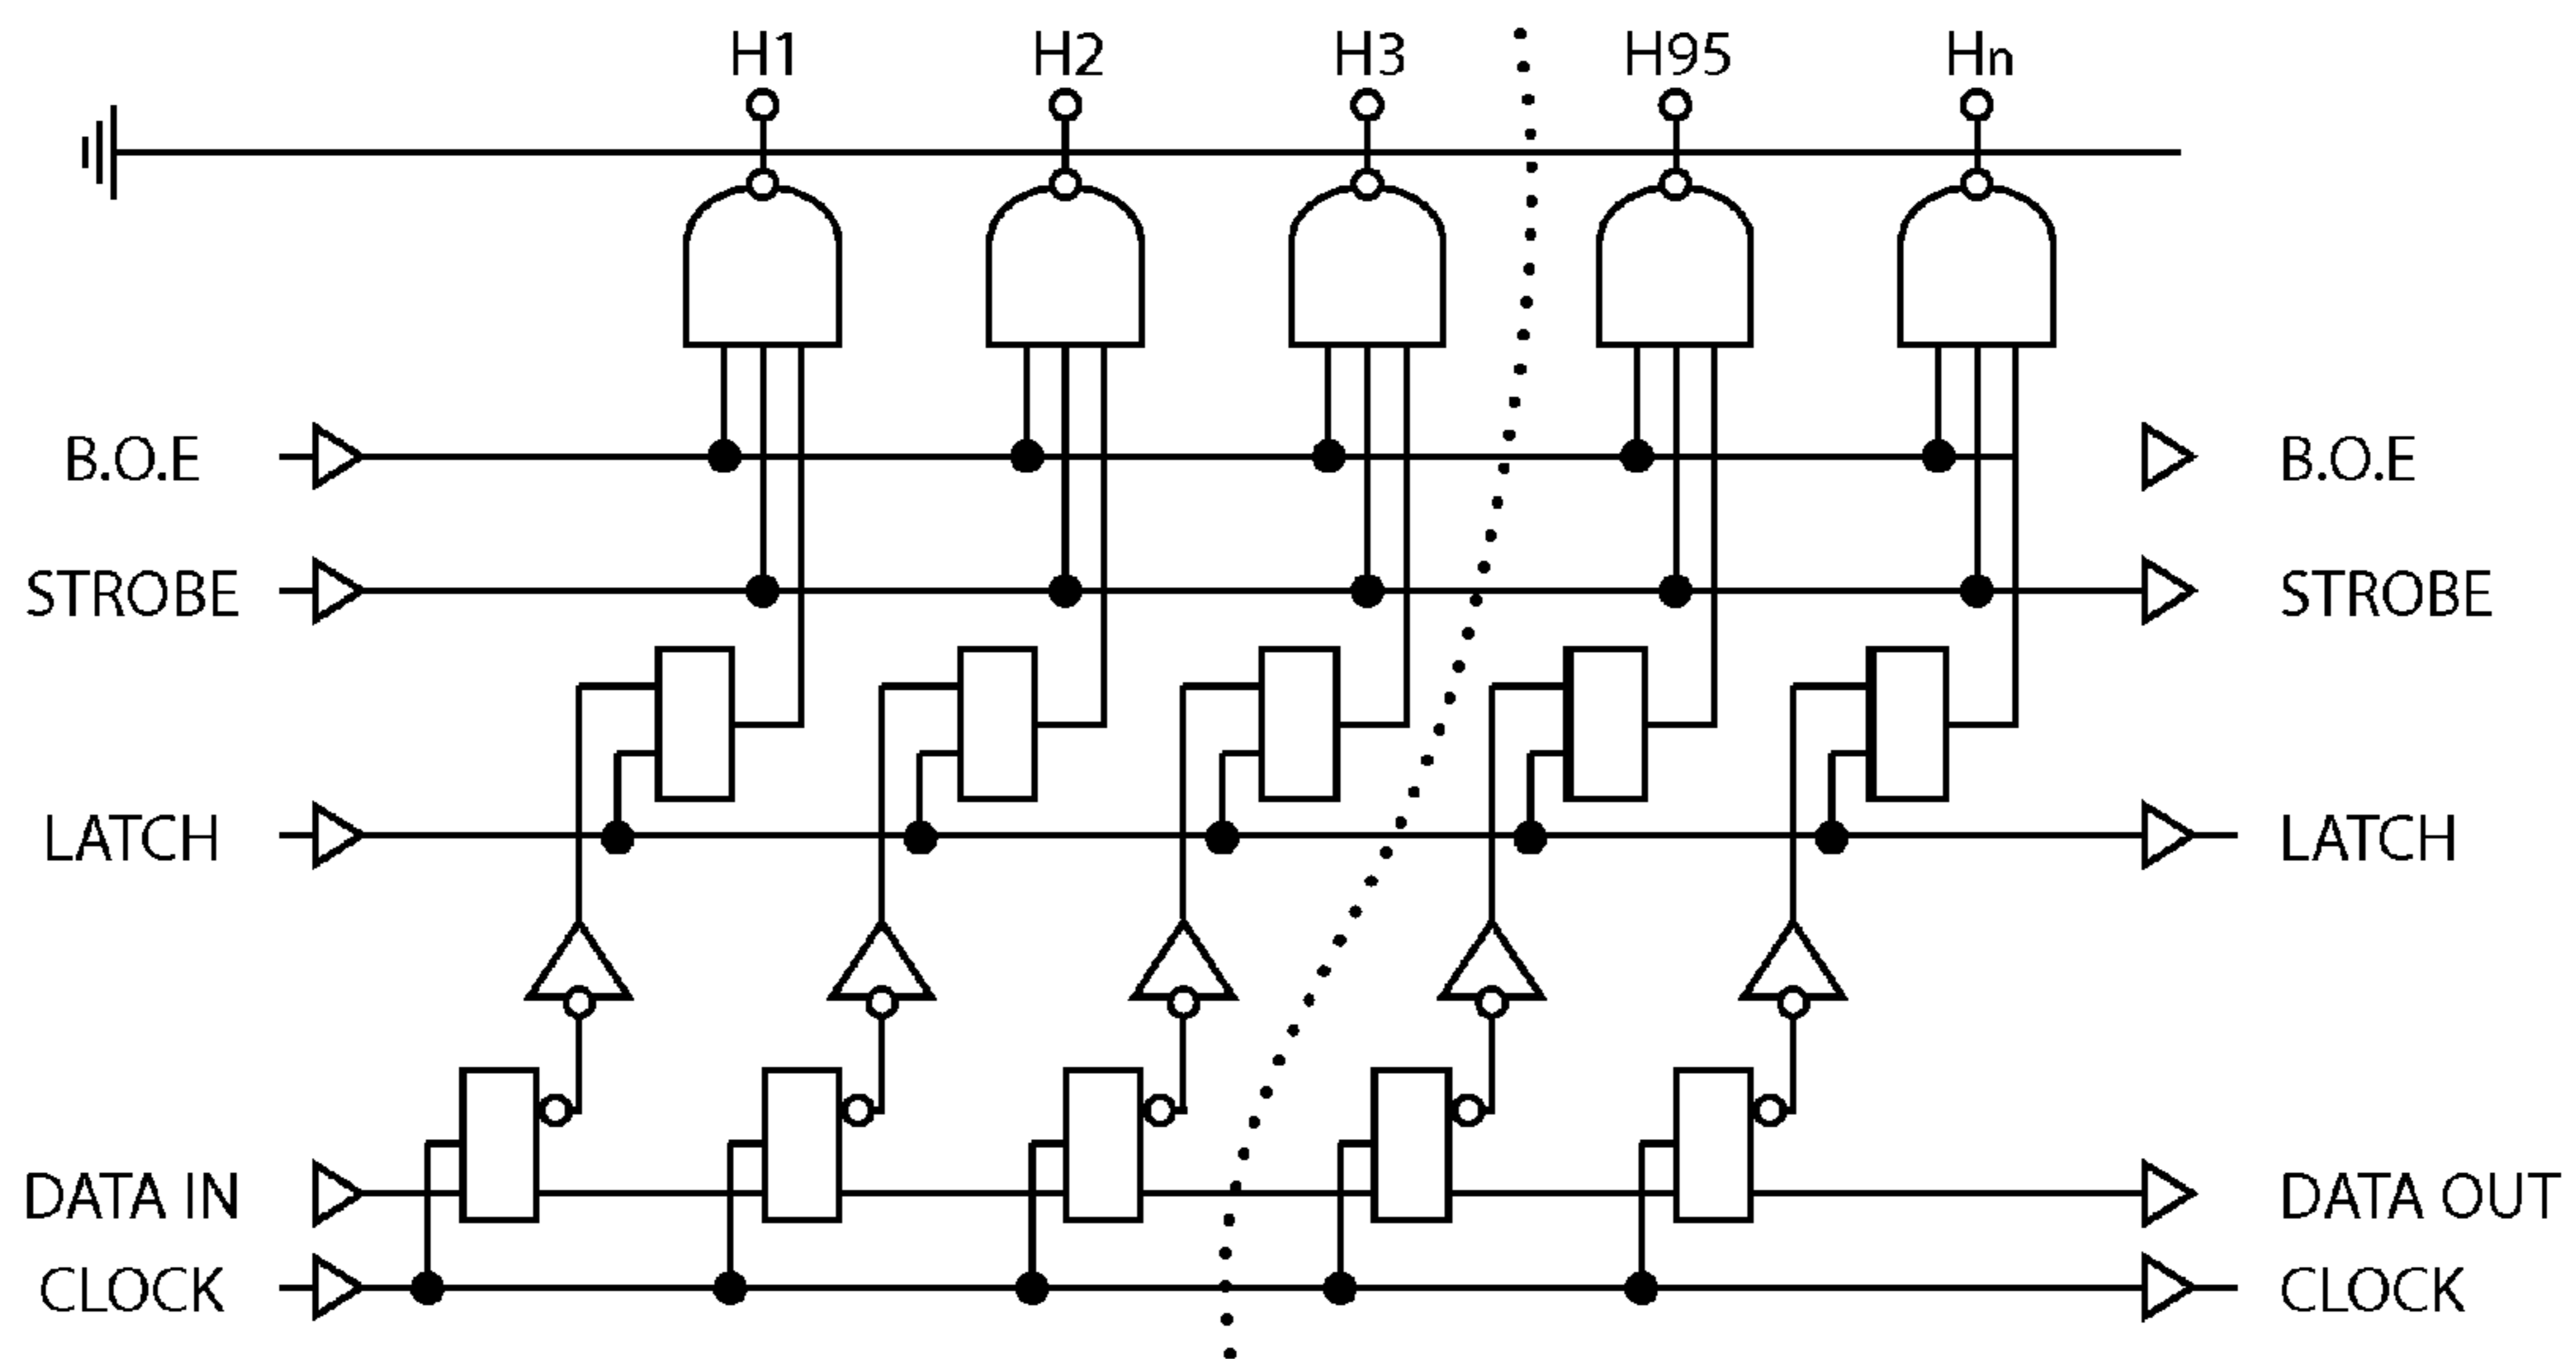 H1 H2 H3 H95 Hn
B.O.E B.O.E
STROBE STROBE
LATCH LATCH
DATA IN DATA OUT
CLOCK CLOCK